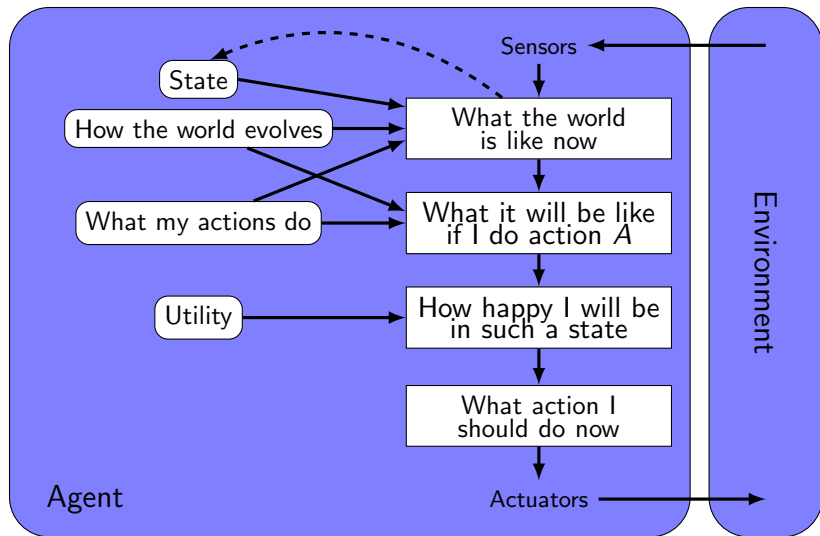 Sensors
State
What the world
is like now
How the world evolves
What my actions do
What it will be like
if I do action A
Utility
How happy I will be
in such a state
What action I
should do now
Agent
Actuators
Environment